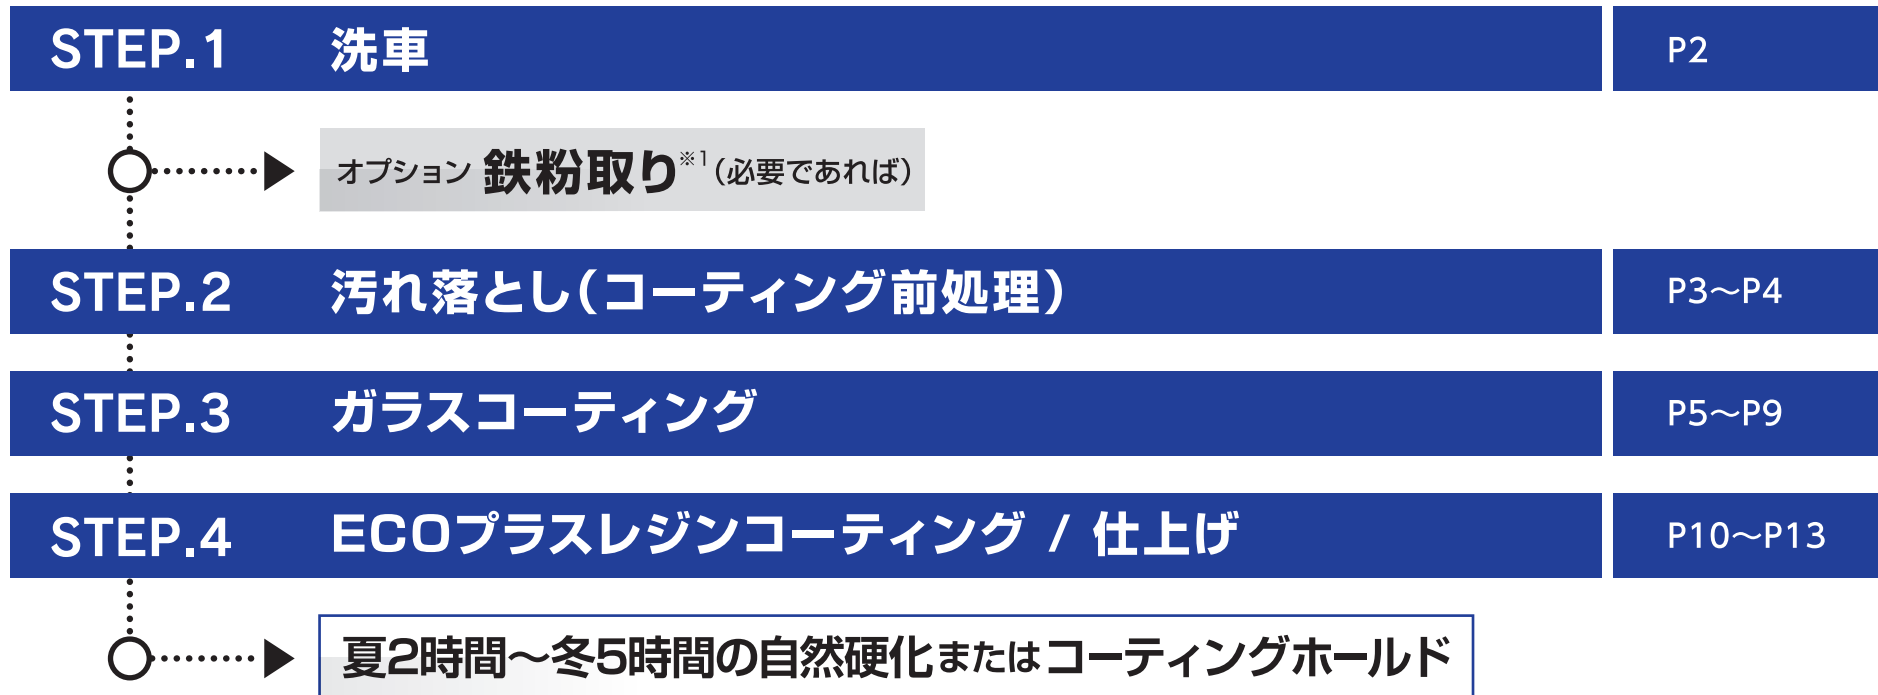 STEP.1 洗車 P2
オプション 鉄粉取り※1（必要であれば）
STEP.2 汚れ落とし（コーティング前処理） P3〜P4
STEP.3 ガラスコーティング P5〜P9
STEP.4 ECOプラスレジンコーティング / 仕上げ P10〜P13
夏2時間〜冬5時間の自然硬化またはコーティングホールド